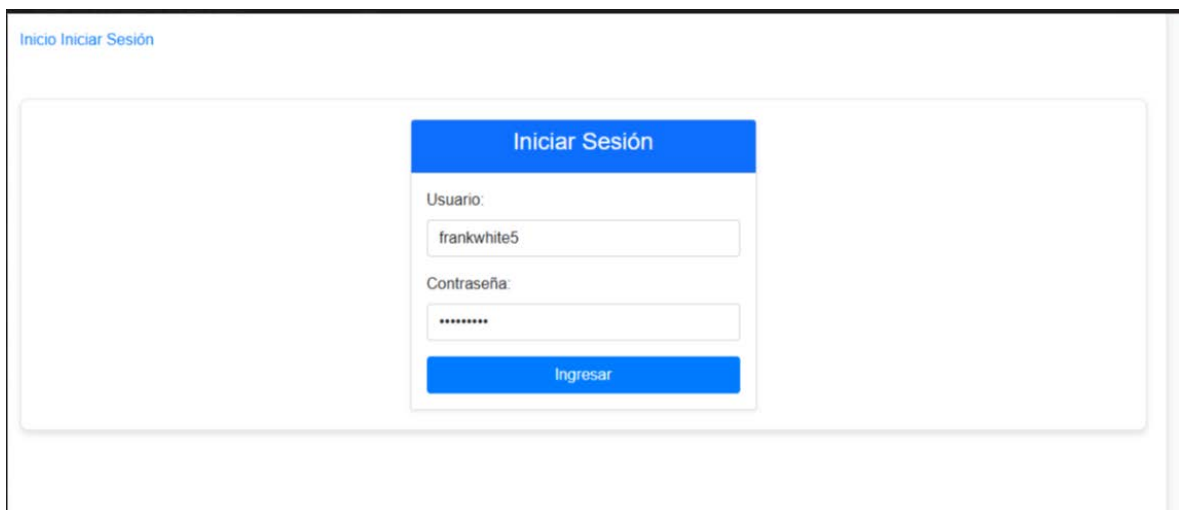 Inicio Iniciar Sesión
Iniciar Sesión
Usuario:
frankwhite5
Contraseña:
•••••••••
Ingresar